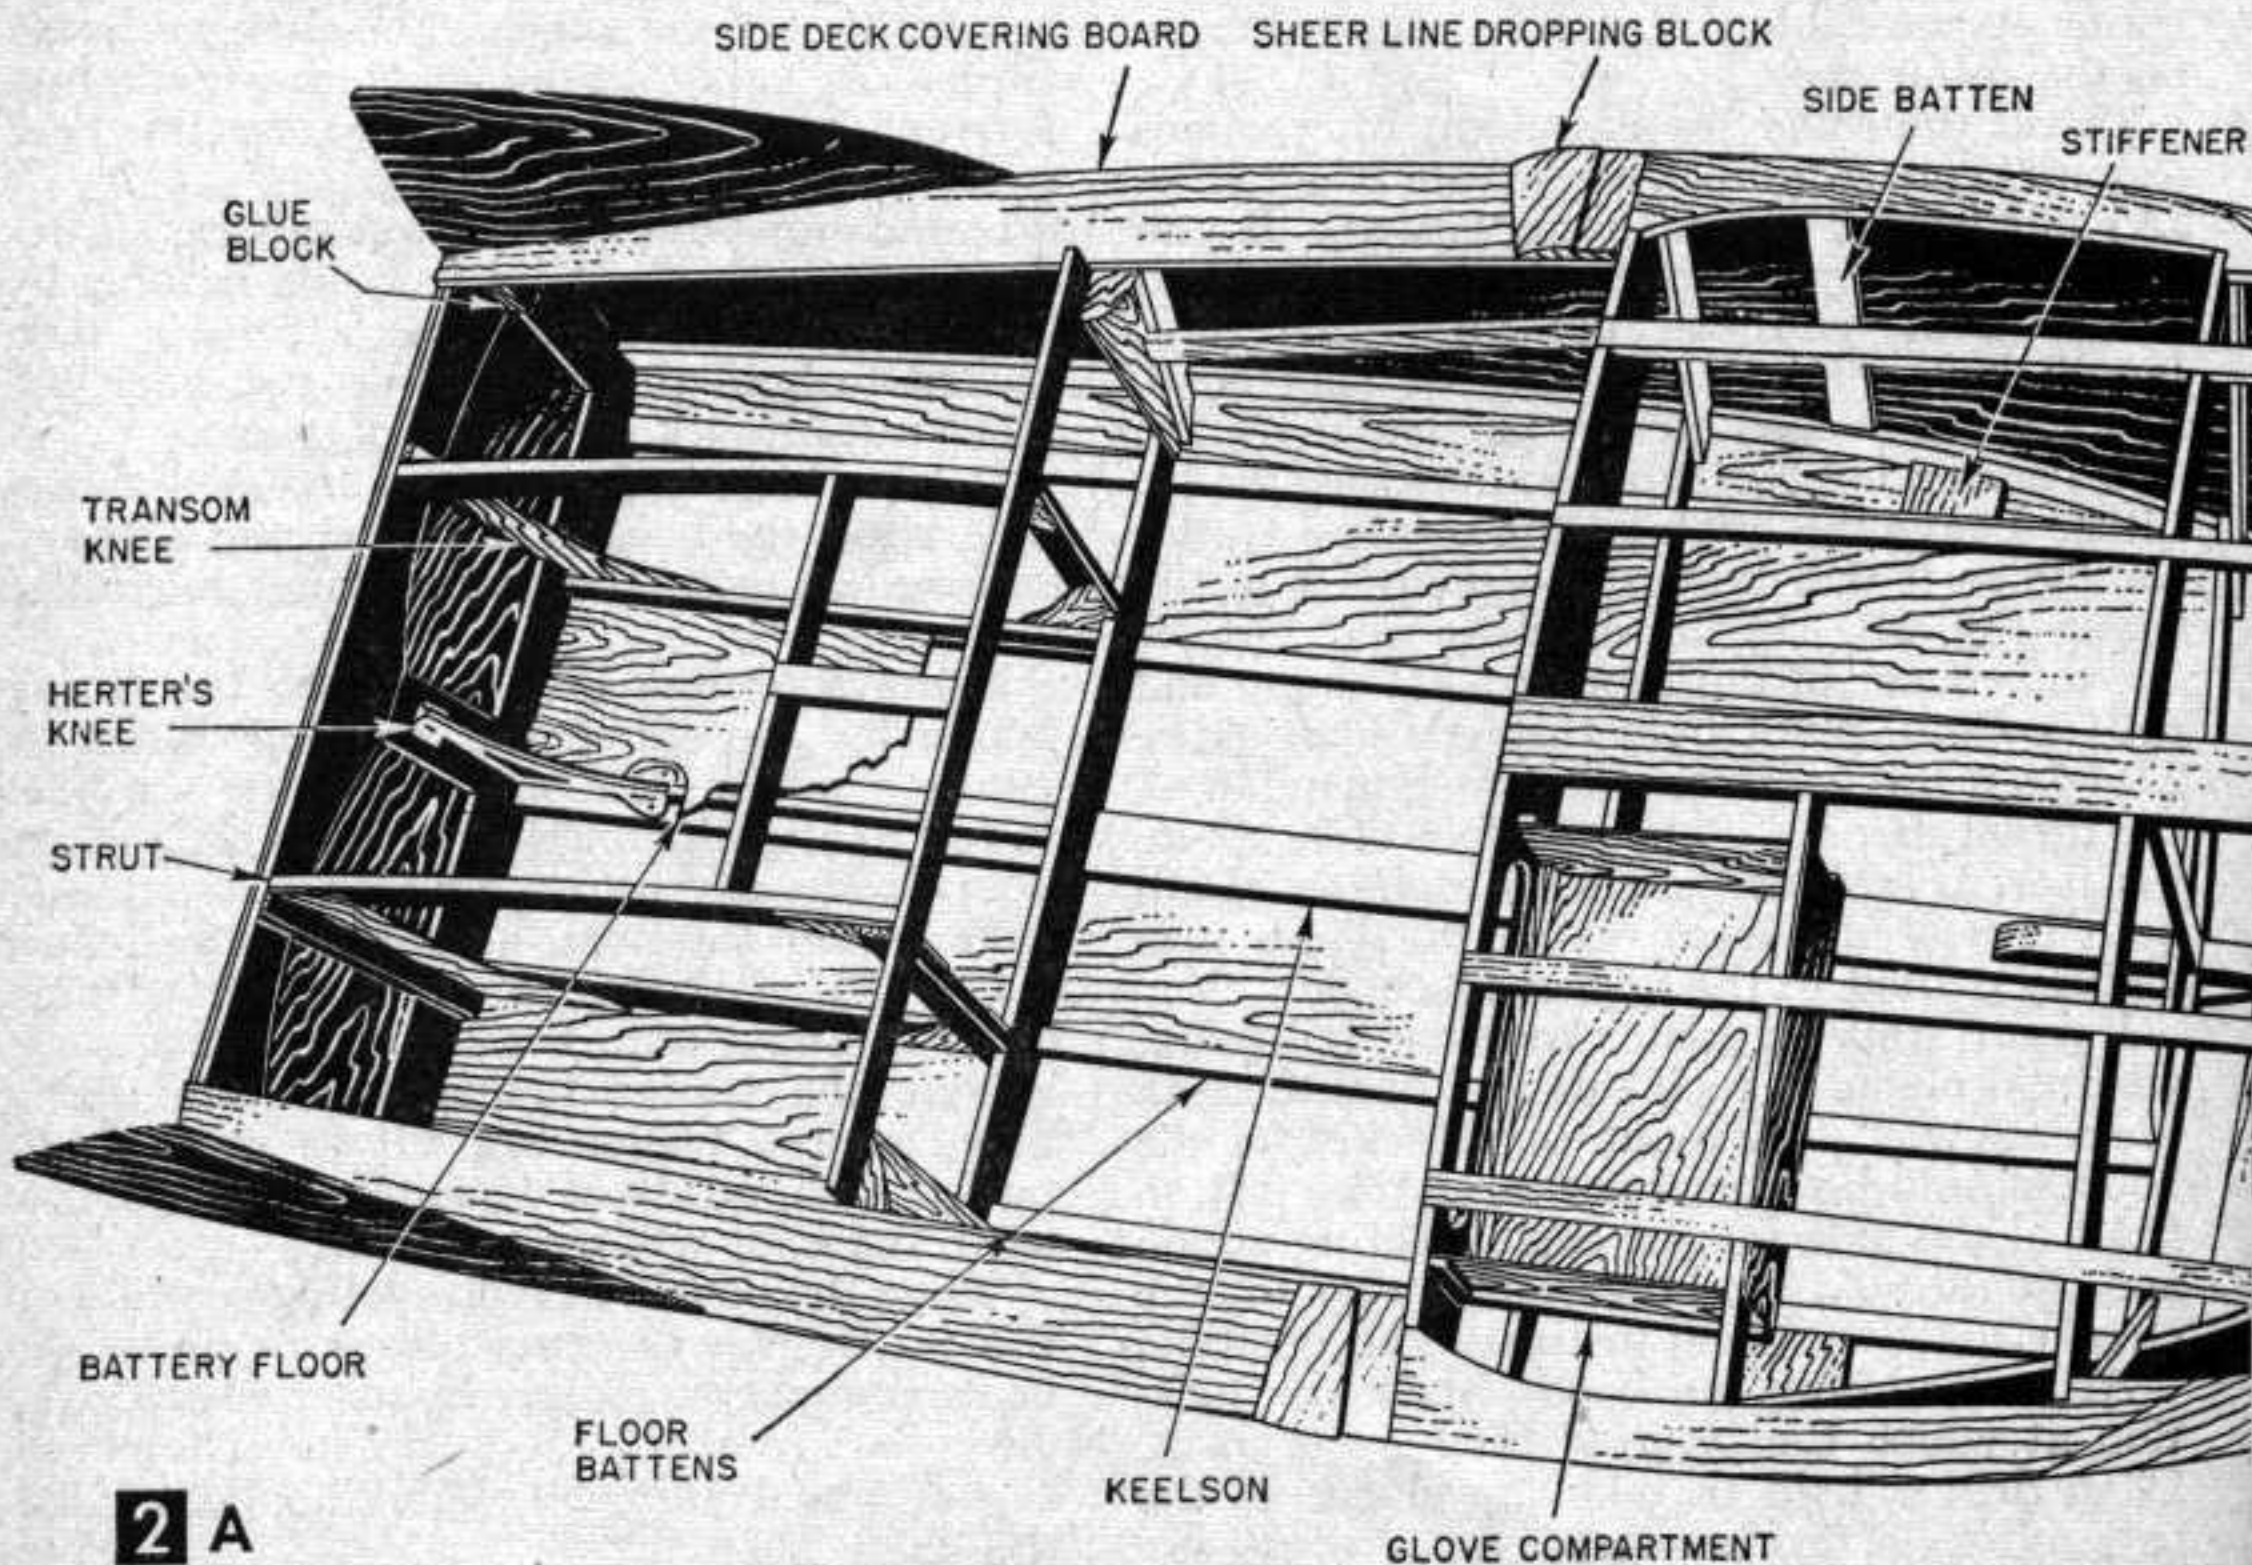 SIDE DECK COVERING BOARD
SHEER LINE DROPPING BLOCK
SIDE BATTEN
STIFFENER
GLUE
BLOCK
TRANSOM
KNEE
HERTER'S
KNEE
STRUT
BATTERY FLOOR
FLOOR
BATTENS
KEELSON
GLOVE COMPARTMENT
2 A